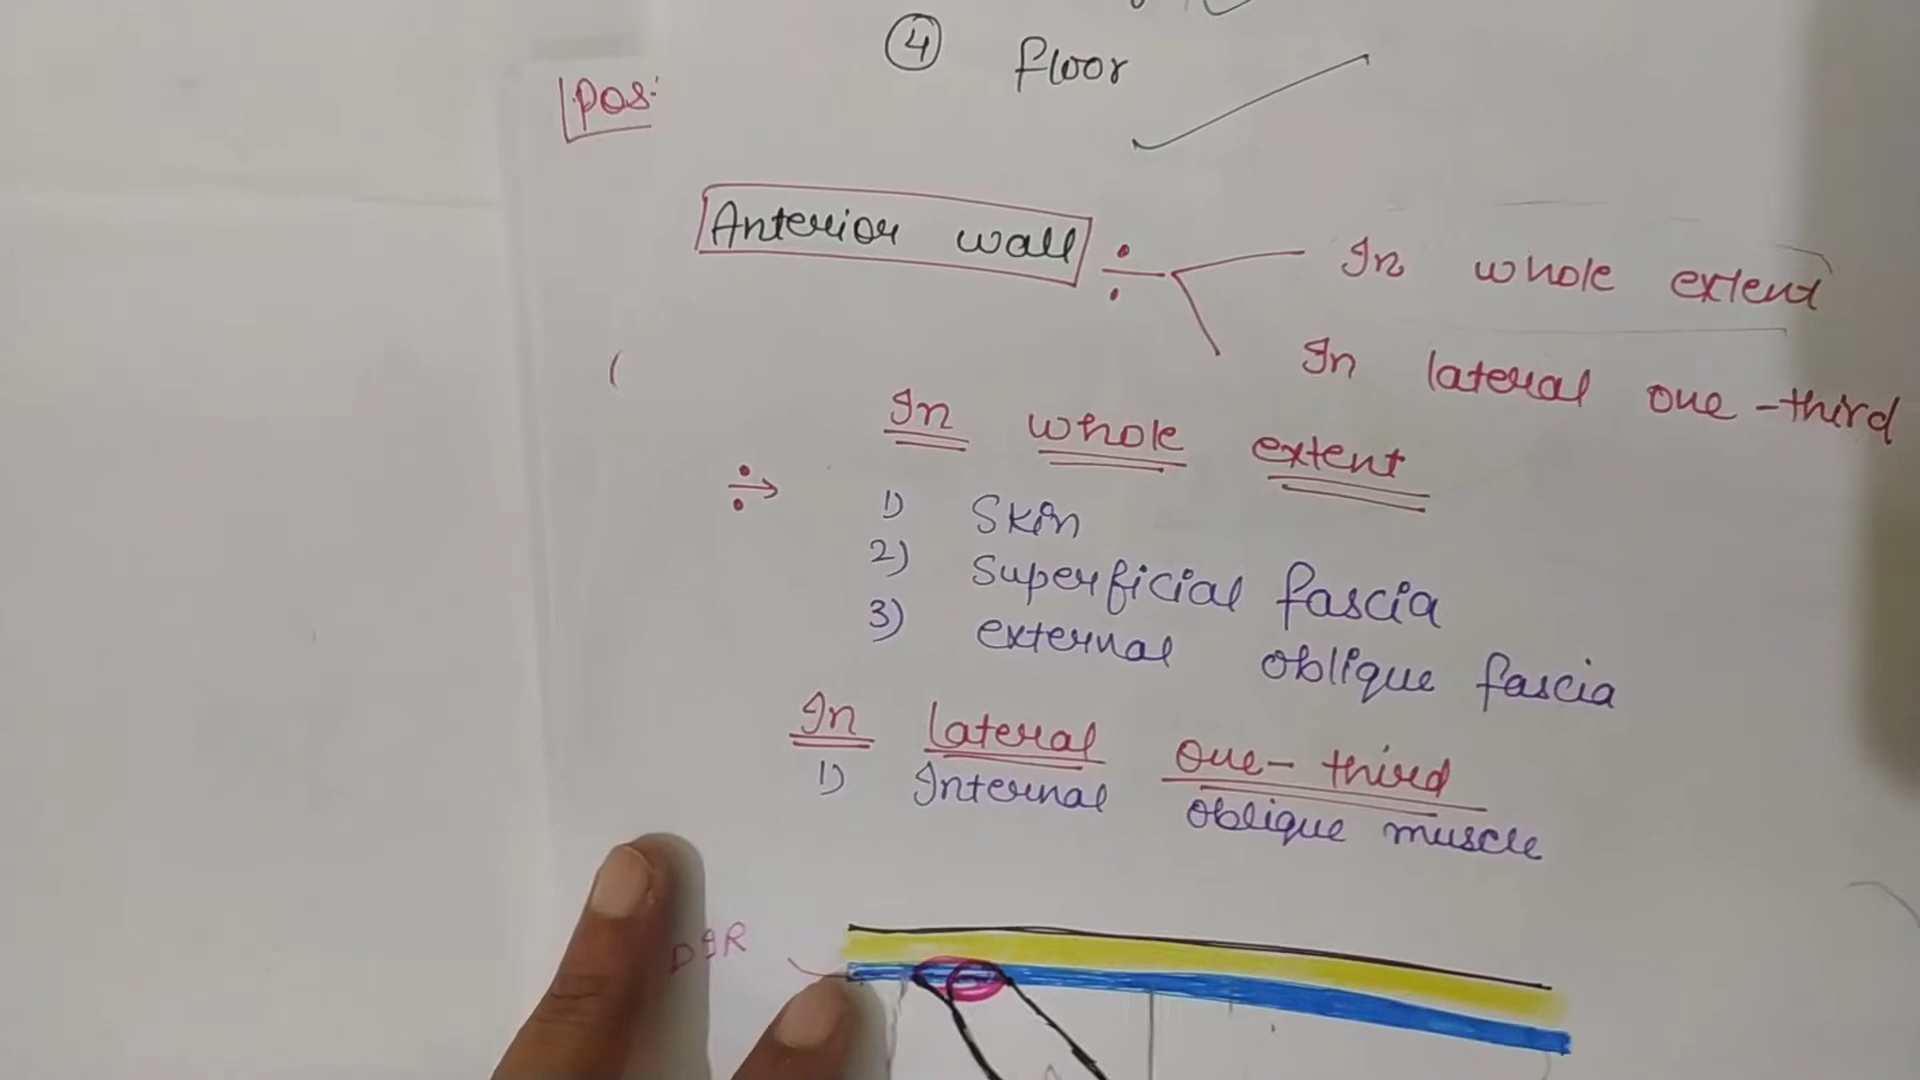 ④ floor
pos
Anterior wall ÷ In whole extent
In lateral one-third
In whole extent
1) Skin
2) Superficial fascia
3) external oblique fascia
In lateral one-third
1) Internal oblique muscle
DIR